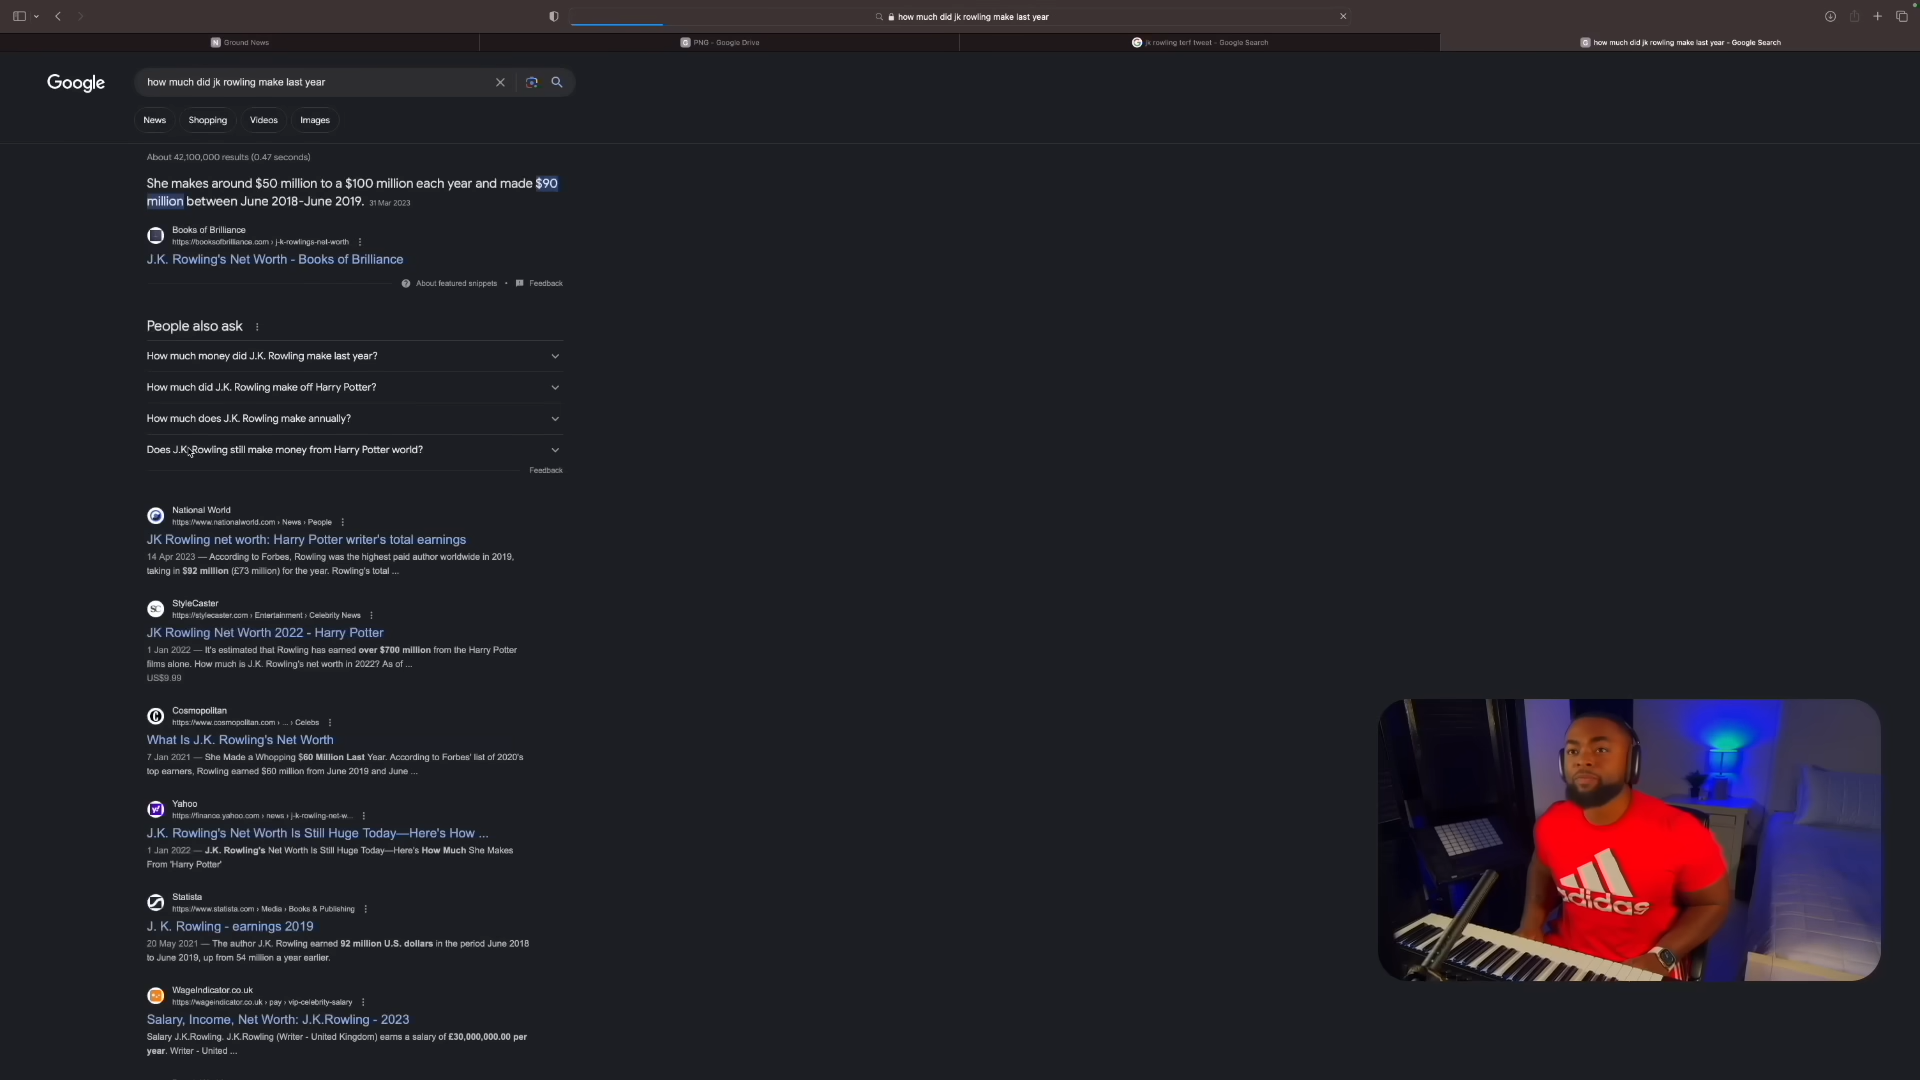 how much did jk rowling make last year
Ground News
PNG - Google Drive
jk rowling terf tweet - Google Search
how much did jk rowling make last year - Google Search
Google
how much did jk rowling make last year
News
Shopping
Videos
Images
About 42,100,000 results (0.47 seconds)
She makes around $50 million to a $100 million each year and made $90
million between June 2018-June 2019. 31 Mar 2023
Books of Brilliance
https://booksofbrilliance.com › j-k-rowlings-net-worth
J.K. Rowling's Net Worth - Books of Brilliance
About featured snippets • Feedback
People also ask
How much money did J.K. Rowling make last year?
How much did J.K. Rowling make off Harry Potter?
How much does J.K. Rowling make annually?
Does J.K. Rowling still make money from Harry Potter world?
Feedback
National World
https://www.nationalworld.com › News › People
JK Rowling net worth: Harry Potter writer's total earnings
14 Apr 2023 — According to Forbes, Rowling was the highest paid author worldwide in 2019,
taking in $92 million (£73 million) for the year. Rowling's total ...
StyleCaster
https://stylecaster.com › Entertainment › Celebrity News
JK Rowling Net Worth 2022 - Harry Potter
1 Jan 2022 — It's estimated that Rowling has earned over $700 million from the Harry Potter
films alone. How much is J.K. Rowling's net worth in 2022? As of ...
US$9.99
Cosmopolitan
https://www.cosmopolitan.com › ... › Celebs
What Is J.K. Rowling's Net Worth
7 Jan 2021 — She Made a Whopping $60 Million Last Year. According to Forbes' list of 2020's
top earners, Rowling earned $60 million from June 2019 and June ...
Yahoo
https://finance.yahoo.com › news › j-k-rowling-net-w...
J.K. Rowling's Net Worth Is Still Huge Today—Here's How ...
1 Jan 2022 — J.K. Rowling's Net Worth Is Still Huge Today—Here's How Much She Makes
From 'Harry Potter'
Statista
https://www.statista.com › Media › Books & Publishing
J. K. Rowling - earnings 2019
20 May 2021 — The author J.K. Rowling earned 92 million U.S. dollars in the period June 2018
to June 2019, up from 54 million a year earlier.
WageIndicator.co.uk
https://wageindicator.co.uk › pay › vip-celebrity-salary
Salary, Income, Net Worth: J.K.Rowling - 2023
Salary J.K.Rowling. J.K.Rowling (Writer - United Kingdom) earns a salary of £30,000,000.00 per
year. Writer - United ...
adidas